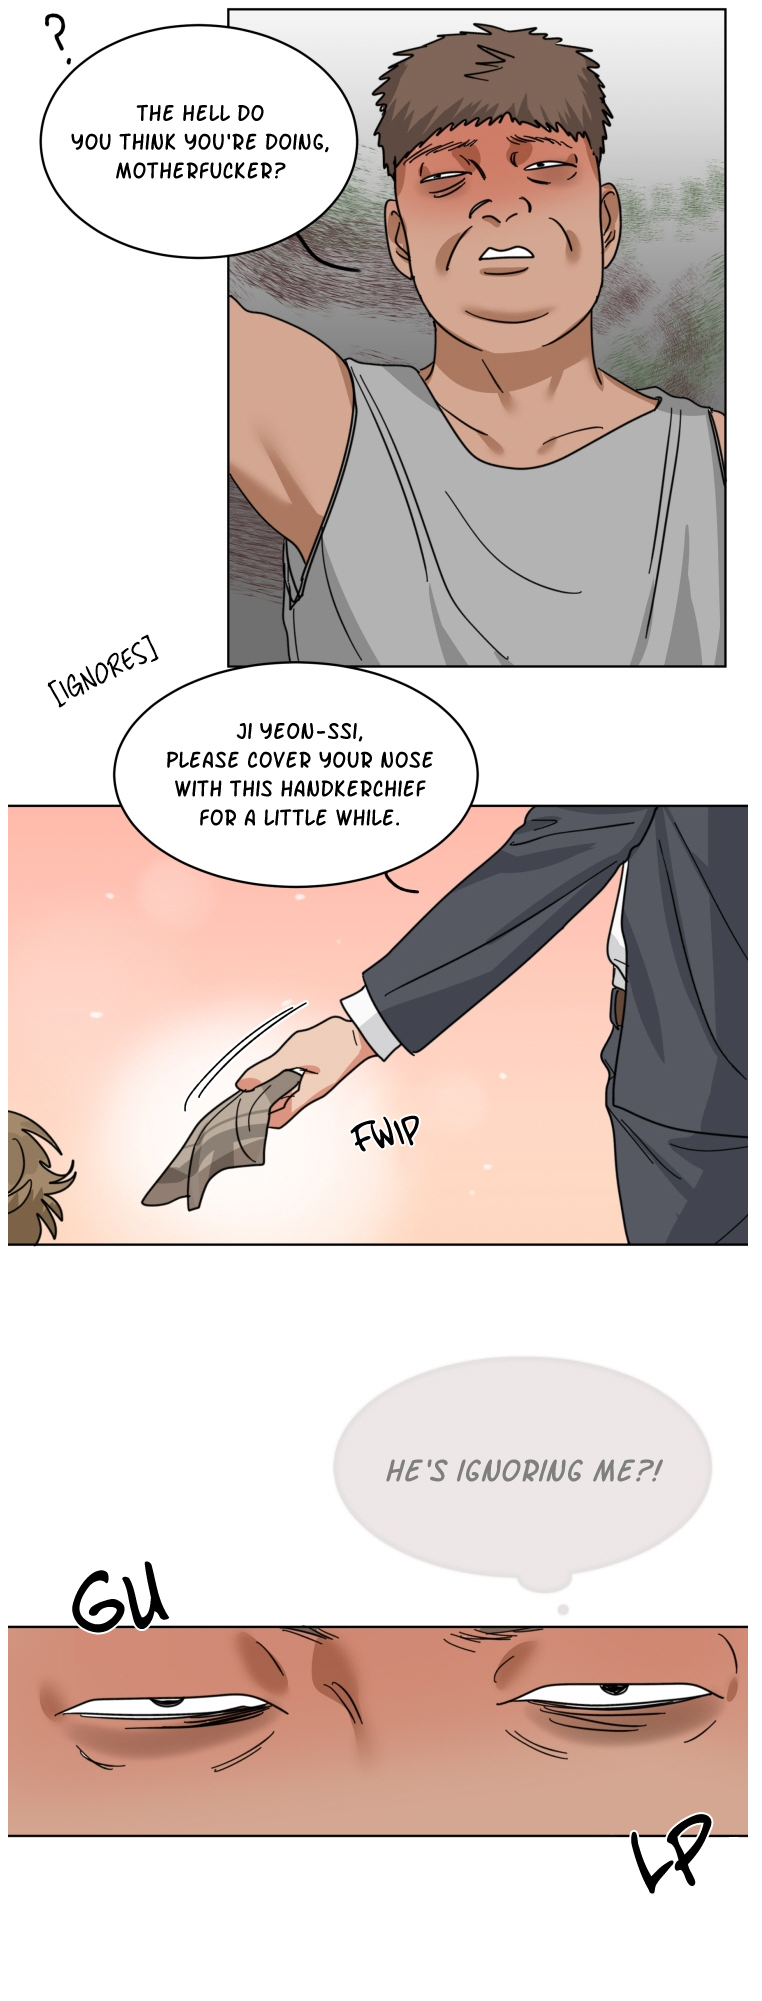 ?
THE HELL DO
YOU THINK YOU'RE DOING,
MOTHERFUCKER?
[IGNORES]
JI YEON-SSI,
PLEASE COVER YOUR NOSE
WITH THIS HANDKERCHIEF
FOR A LITTLE WHILE.
FWIP
HE'S IGNORING ME?!
GU
LP